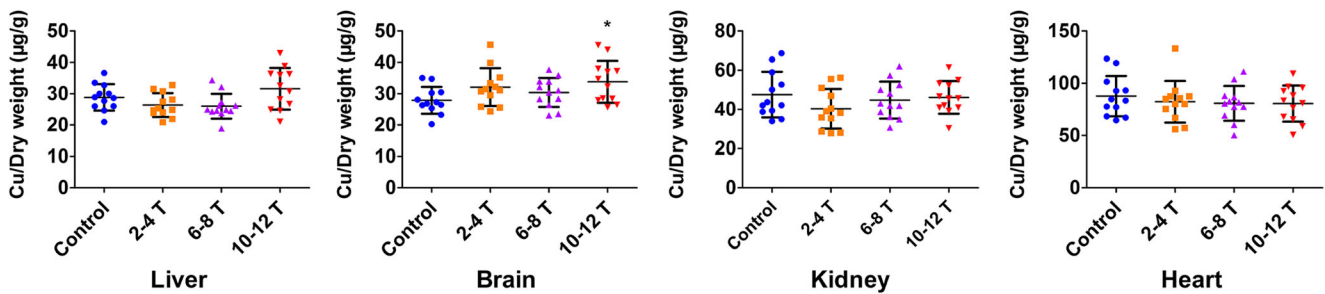 Cu/Dry weight (μg/g)
50
40
30
20
10
0
Control
2-4 T
6-8 T
10-12 T
Liver
Cu/Dry weight (μg/g)
50
40
30
20
10
0
*
Control
2-4 T
6-8 T
10-12 T
Brain
Cu/Dry weight (μg/g)
80
60
40
20
0
Control
2-4 T
6-8 T
10-12 T
Kidney
Cu/Dry weight (μg/g)
150
100
50
0
Control
2-4 T
6-8 T
10-12 T
Heart